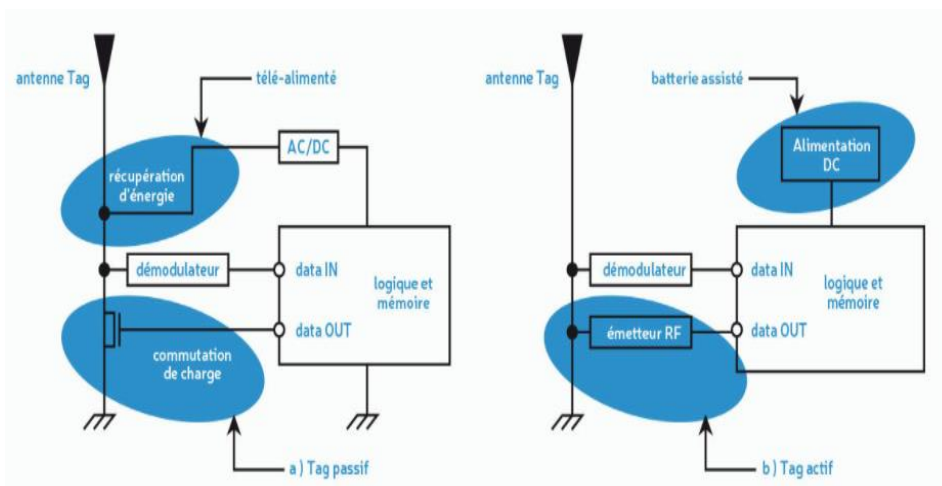 antenne Tag
télé-alimenté
AC/DC
récupération
d'énergie
démodulateur
data IN
logique et
mémoire
data OUT
commutation
de charge
a ) Tag passif
antenne Tag
batterie assisté
Alimentation
DC
démodulateur
data IN
logique et
mémoire
émetteur RF
data OUT
b ) Tag actif